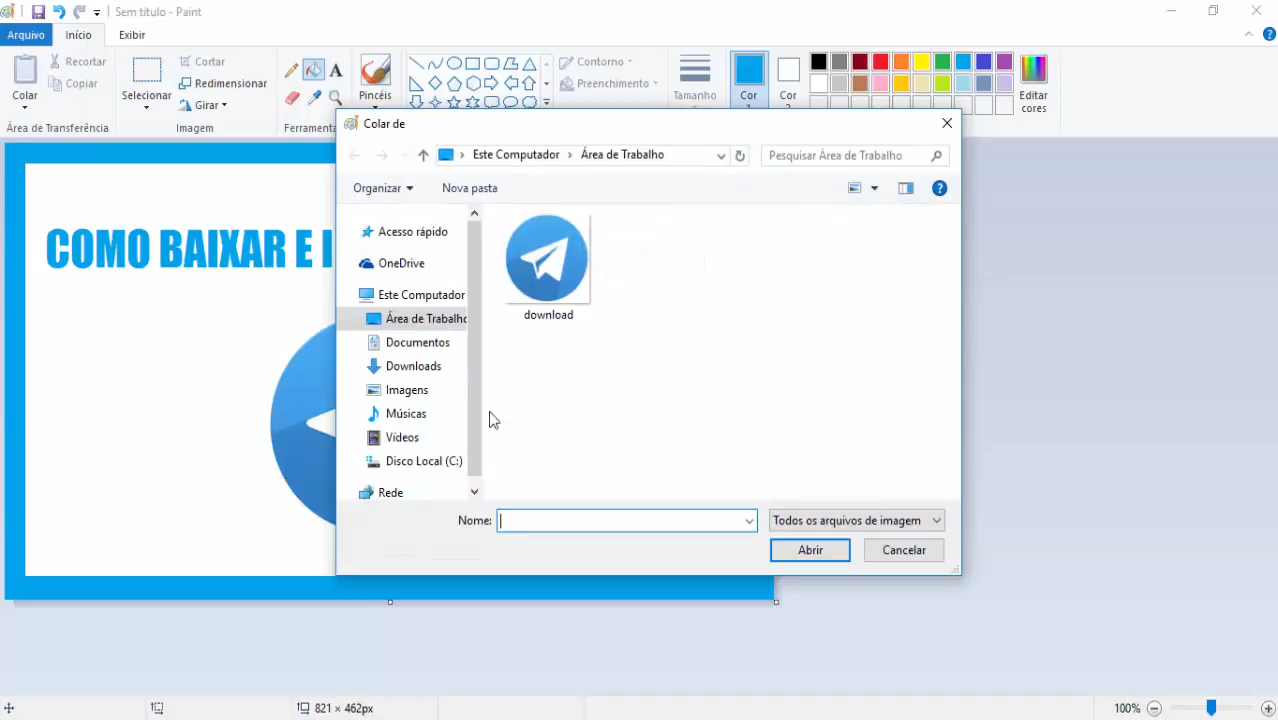 Sem título - Paint
Arquivo Início Exibir
Colar
Recortar
Copiar
Área de Transferência
Selecionar
Cortar
Redimensionar
Girar
Imagem
A
Ferramenta
Pincéis
Contorno
Preenchimento
Tamanho
Cor
1
Cor
2
Editar
cores
COMO BAIXAR E I
Colar de
Este Computador Área de Trabalho
Pesquisar Área de Trabalho
Organizar Nova pasta
Acesso rápido
OneDrive
Este Computador
Área de Trabalho
Documentos
Downloads
Imagens
Músicas
Vídeos
Disco Local (C:)
Rede
download
Nome:
Todos os arquivos de imagem
Abrir Cancelar
821 × 462px
100%